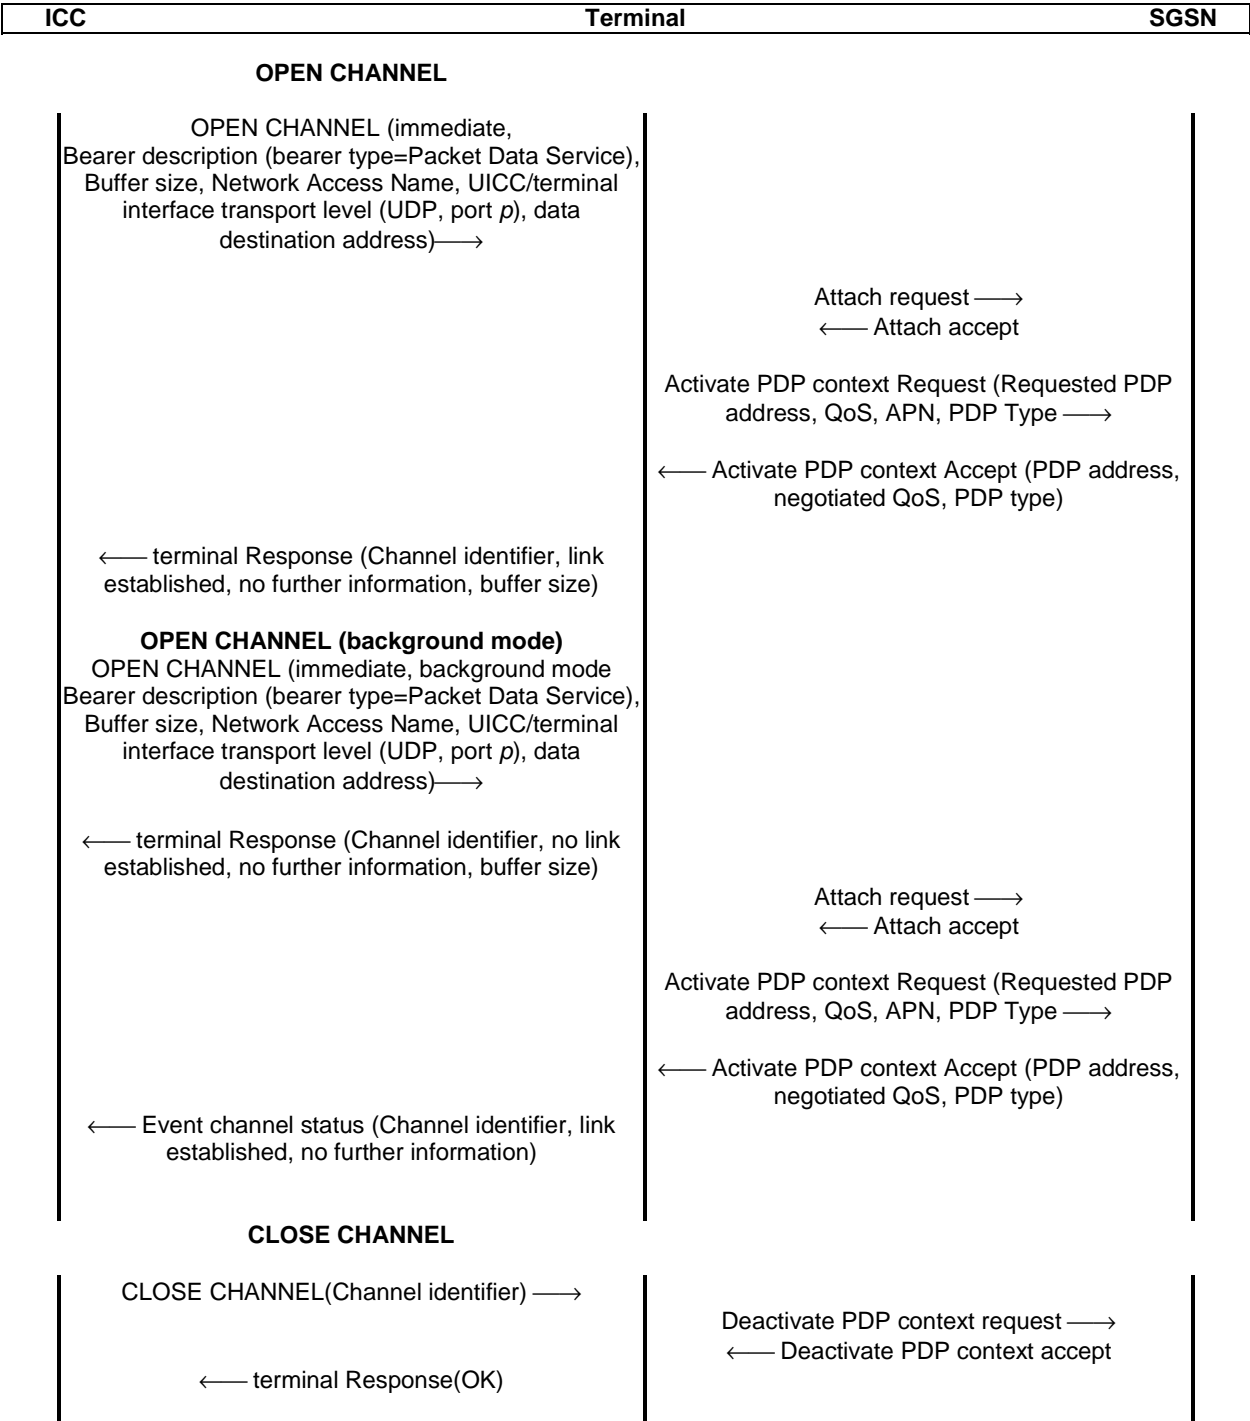 ICC Terminal SGSN
OPEN CHANNEL
OPEN CHANNEL (immediate,
Bearer description (bearer type=Packet Data Service),
Buffer size, Network Access Name, UICC/terminal
interface transport level (UDP, port p), data
destination address)⟶
Attach request ⟶
⟵ Attach accept
Activate PDP context Request (Requested PDP
address, QoS, APN, PDP Type ⟶
⟵ Activate PDP context Accept (PDP address,
negotiated QoS, PDP type)
⟵ terminal Response (Channel identifier, link
established, no further information, buffer size)
OPEN CHANNEL (background mode)
OPEN CHANNEL (immediate, background mode
Bearer description (bearer type=Packet Data Service),
Buffer size, Network Access Name, UICC/terminal
interface transport level (UDP, port p), data
destination address)⟶
⟵ terminal Response (Channel identifier, no link
established, no further information, buffer size)
Attach request ⟶
⟵ Attach accept
Activate PDP context Request (Requested PDP
address, QoS, APN, PDP Type ⟶
⟵ Activate PDP context Accept (PDP address,
negotiated QoS, PDP type)
⟵ Event channel status (Channel identifier, link
established, no further information)
CLOSE CHANNEL
CLOSE CHANNEL(Channel identifier) ⟶
Deactivate PDP context request ⟶
⟵ Deactivate PDP context accept
⟵ terminal Response(OK)